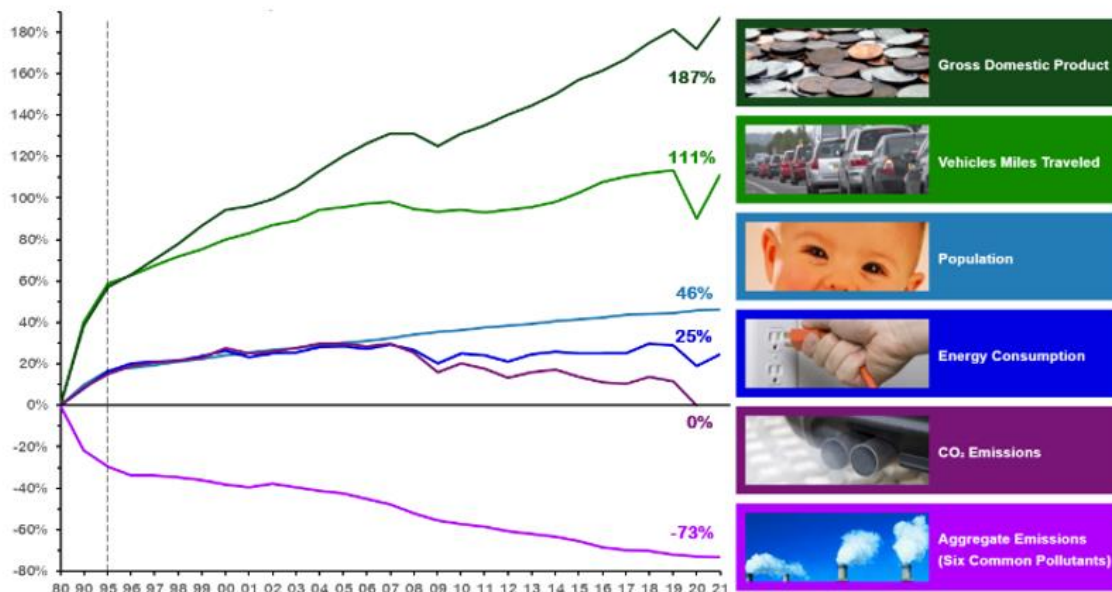 180%
160%
140%
120%
100%
80%
60%
40%
20%
0%
-20%
-40%
-60%
-80%
187%
111%
46%
25%
0%
-73%
80 90 95 96 97 98 99 00 01 02 03 04 05 06 07 08 09 10 11 12 13 14 15 16 17 18 19 20 21
Gross Domestic Product
Vehicles Miles Traveled
Population
Energy Consumption
CO₂ Emissions
Aggregate Emissions
(Six Common Pollutants)